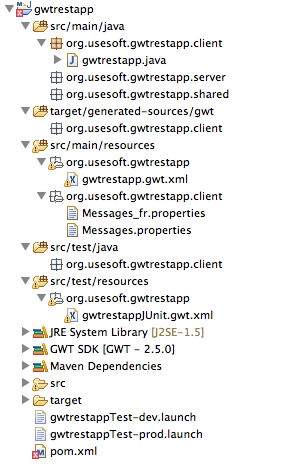 gwtrestapp
src/main/java
org.usesoft.gwtrestapp.client
gwtrestapp.java
org.usesoft.gwtrestapp.server
org.usesoft.gwtrestapp.shared
target/generated-sources/gwt
org.usesoft.gwtrestapp.client
src/main/resources
org.usesoft.gwtrestapp
gwtrestapp.gwt.xml
org.usesoft.gwtrestapp.client
Messages_fr.properties
Messages.properties
src/test/java
org.usesoft.gwtrestapp.client
src/test/resources
org.usesoft.gwtrestapp
gwtrestappJUnit.gwt.xml
JRE System Library [J2SE-1.5]
GWT SDK [GWT - 2.5.0]
Maven Dependencies
src
target
gwtrestappTest-dev.launch
gwtrestappTest-prod.launch
pom.xml